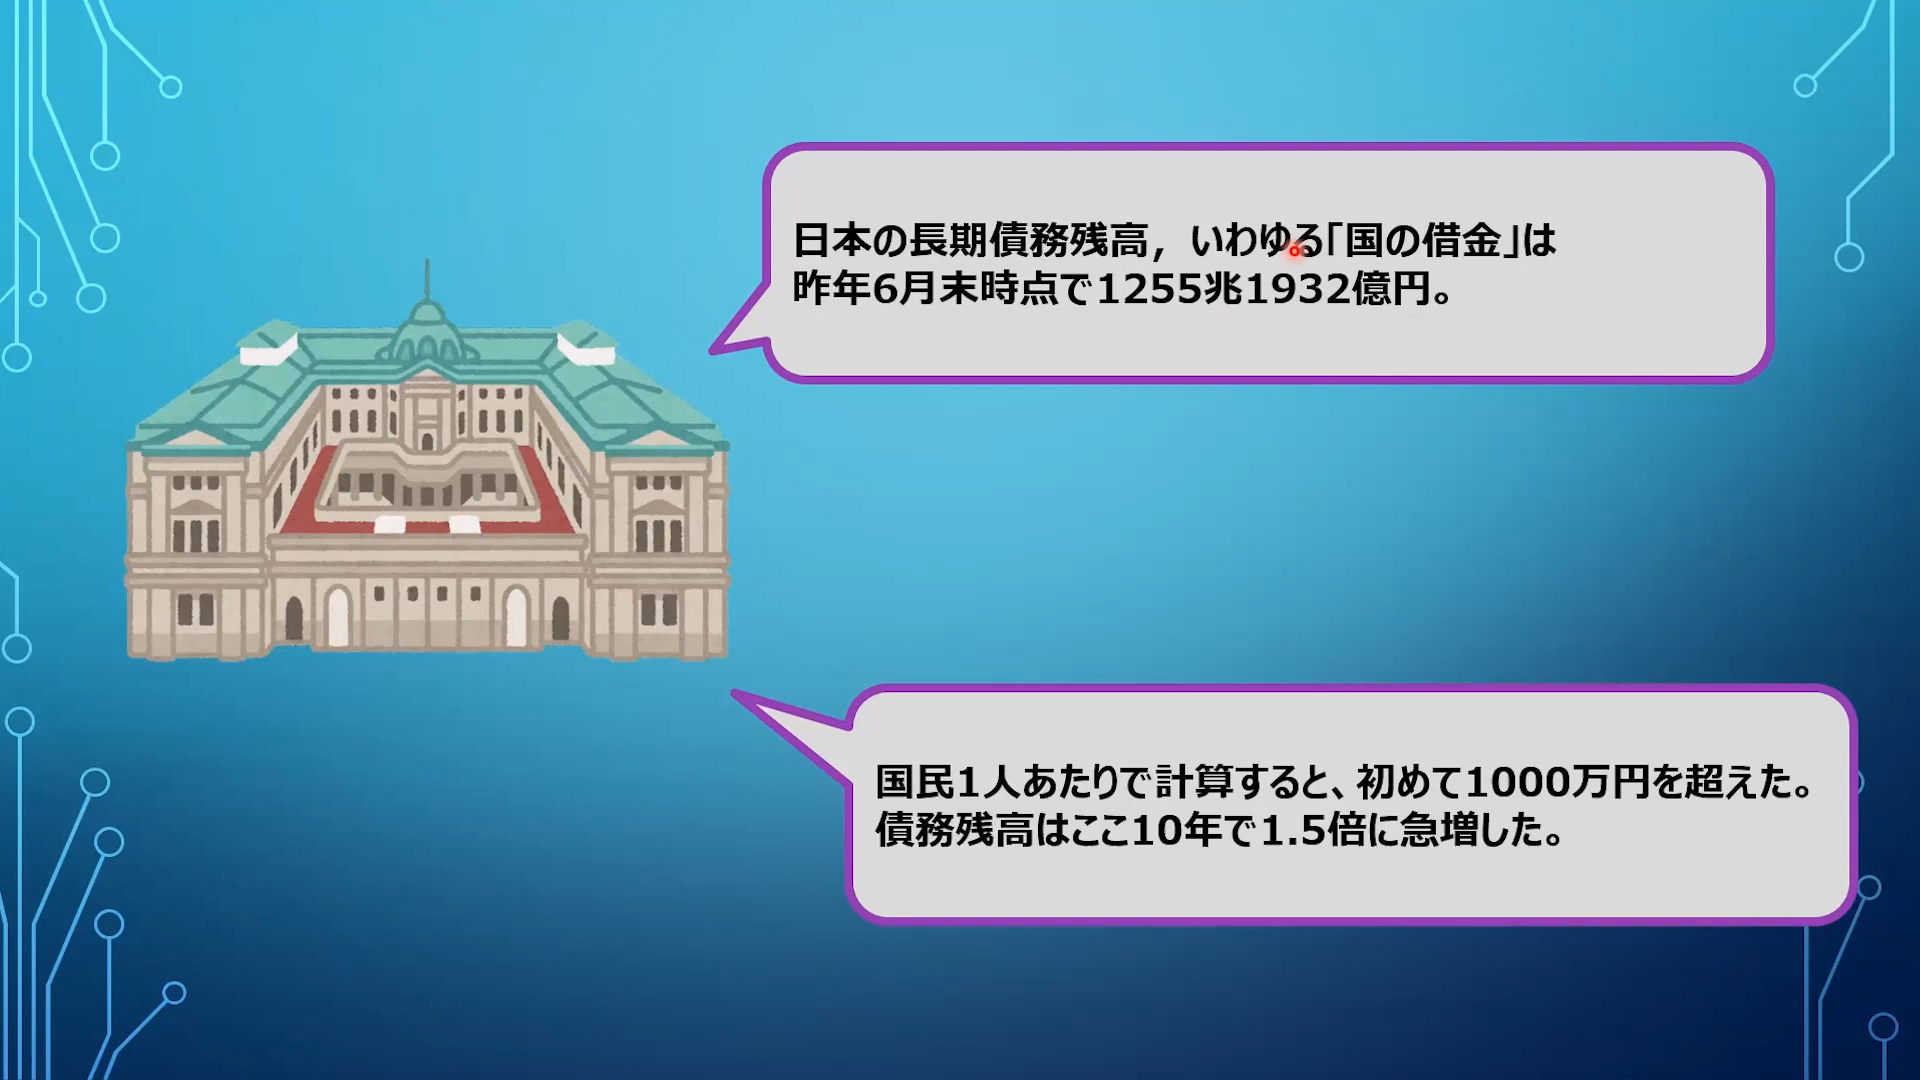 日本の長期債務残高，いわゆる「国の借金」は
昨年6月末時点で1255兆1932億円。
国民1人あたりで計算すると、初めて1000万円を超えた。
債務残高はここ10年で1.5倍に急増した。